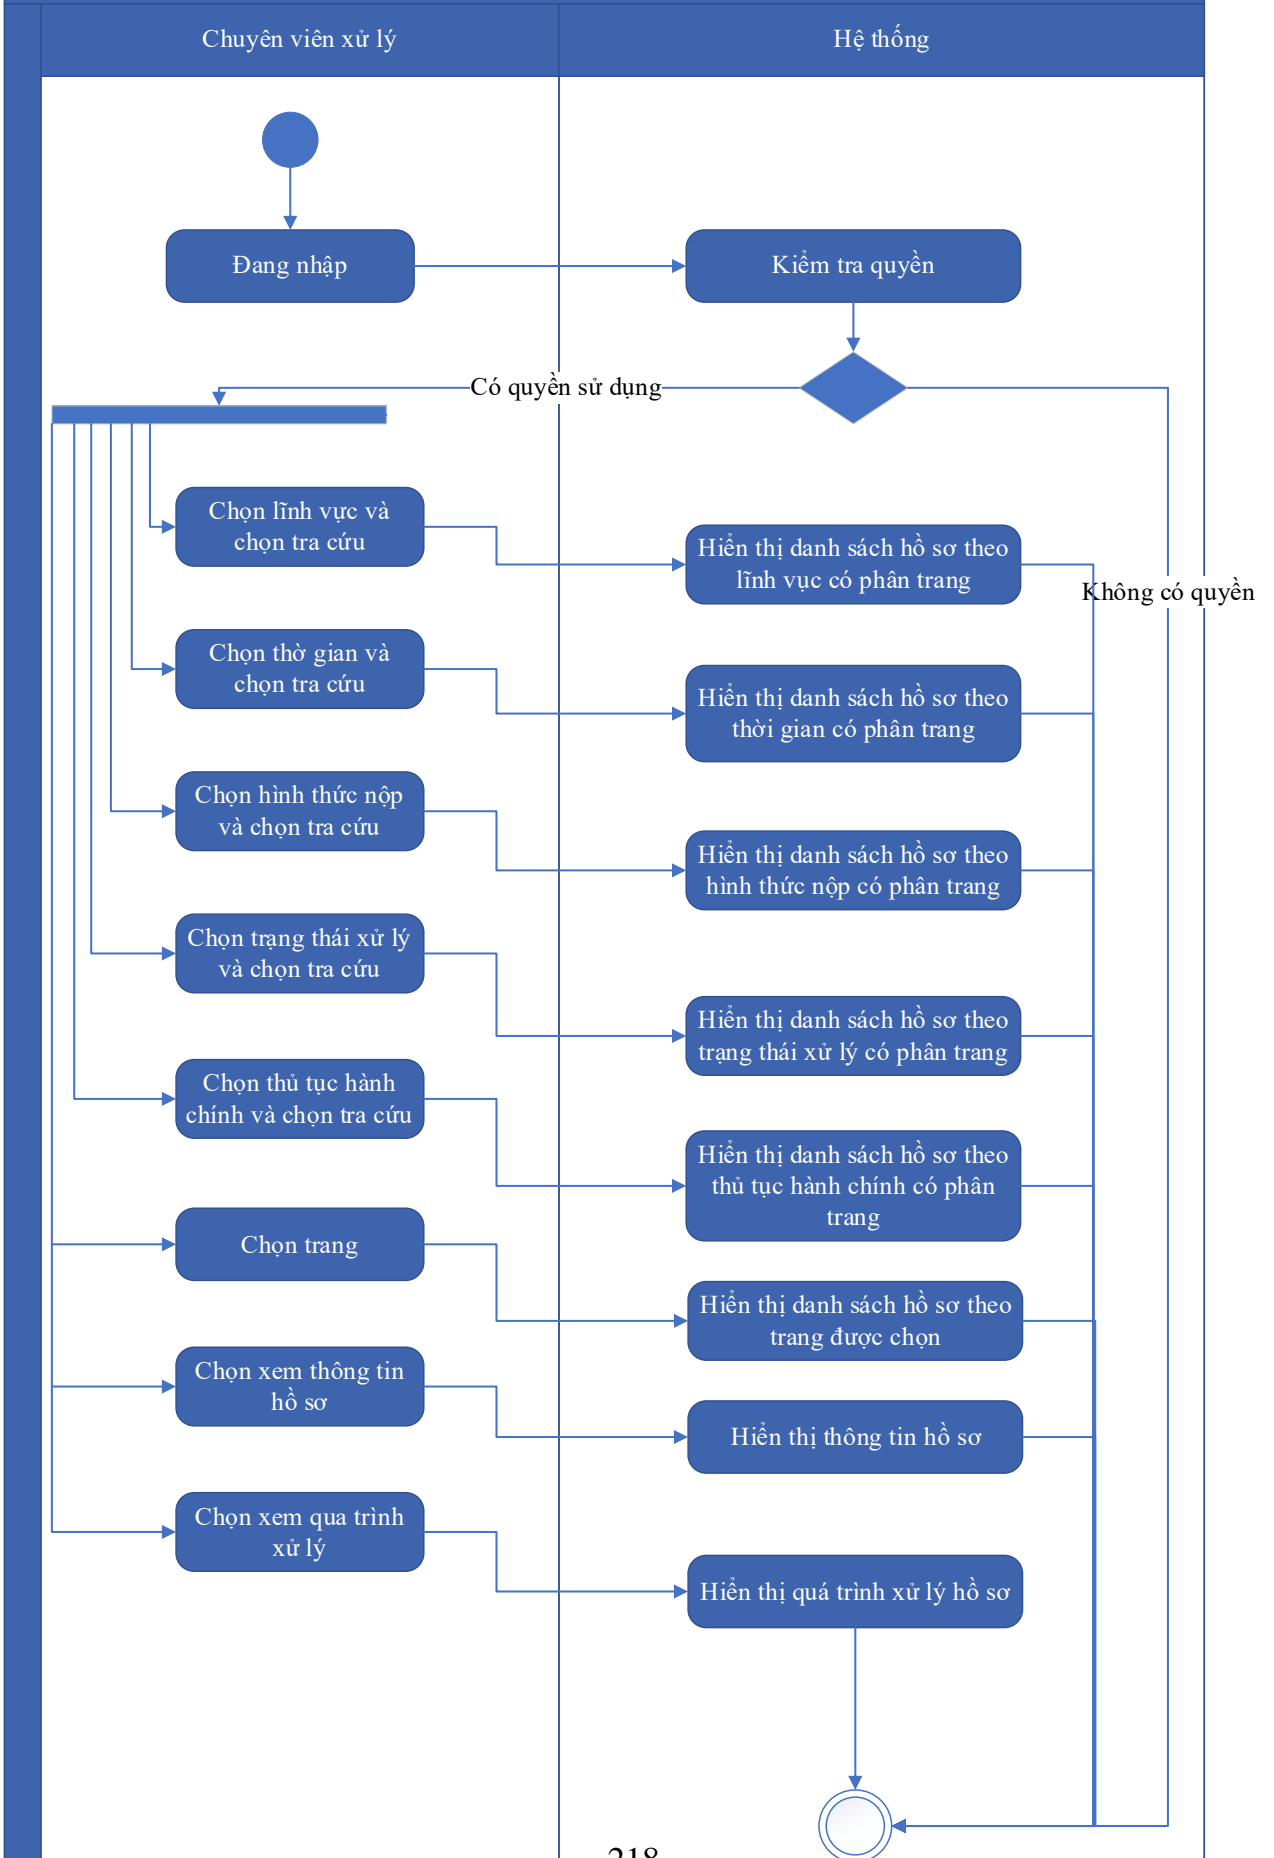 Chuyên viên xử lý
Hệ thống
Đang nhập
Kiểm tra quyền
Có quyền sử dụng
Chọn lĩnh vực và
chọn tra cứu
Hiển thị danh sách hồ sơ theo
lĩnh vục có phân trang
Không có quyền
Chọn thờ gian và
chọn tra cứu
Hiển thị danh sách hồ sơ theo
thời gian có phân trang
Chọn hình thức nộp
và chọn tra cứu
Hiển thị danh sách hồ sơ theo
hình thức nộp có phân trang
Chọn trạng thái xử lý
và chọn tra cứu
Hiển thị danh sách hồ sơ theo
trạng thái xử lý có phân trang
Chọn thủ tục hành
chính và chọn tra cứu
Hiển thị danh sách hồ sơ theo
thủ tục hành chính có phân
trang
Chọn trang
Hiển thị danh sách hồ sơ theo
trang được chọn
Chọn xem thông tin
hồ sơ
Hiển thị thông tin hồ sơ
Chọn xem qua trình
xử lý
Hiển thị quá trình xử lý hồ sơ
218